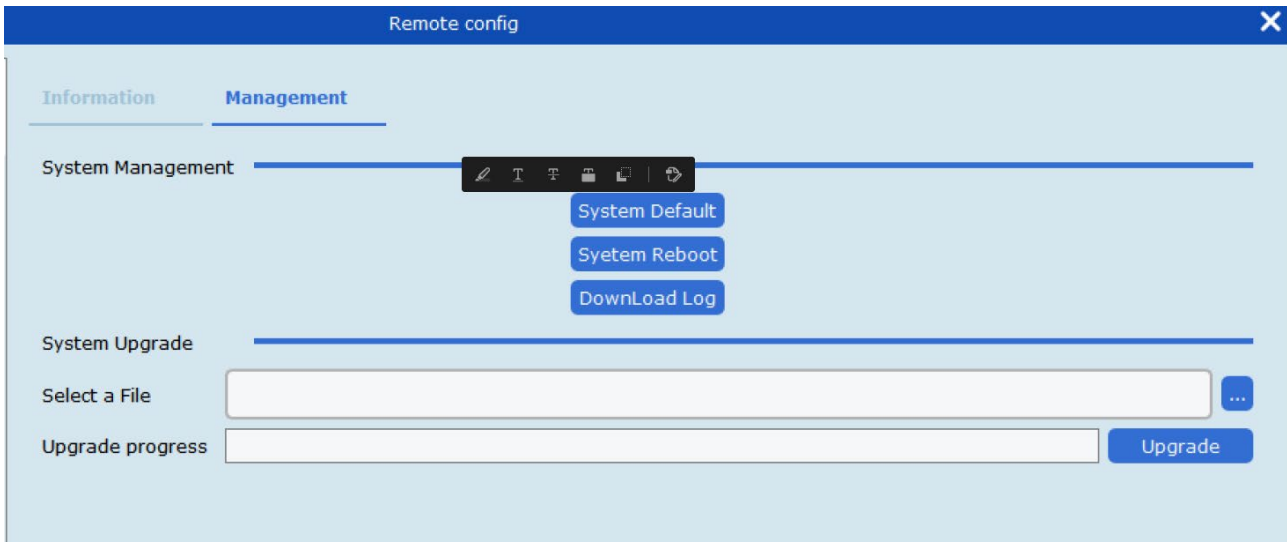 Remote config
Information Management
System Management
System Default
Syetem Reboot
DownLoad Log
System Upgrade
Select a File ...
Upgrade progress Upgrade